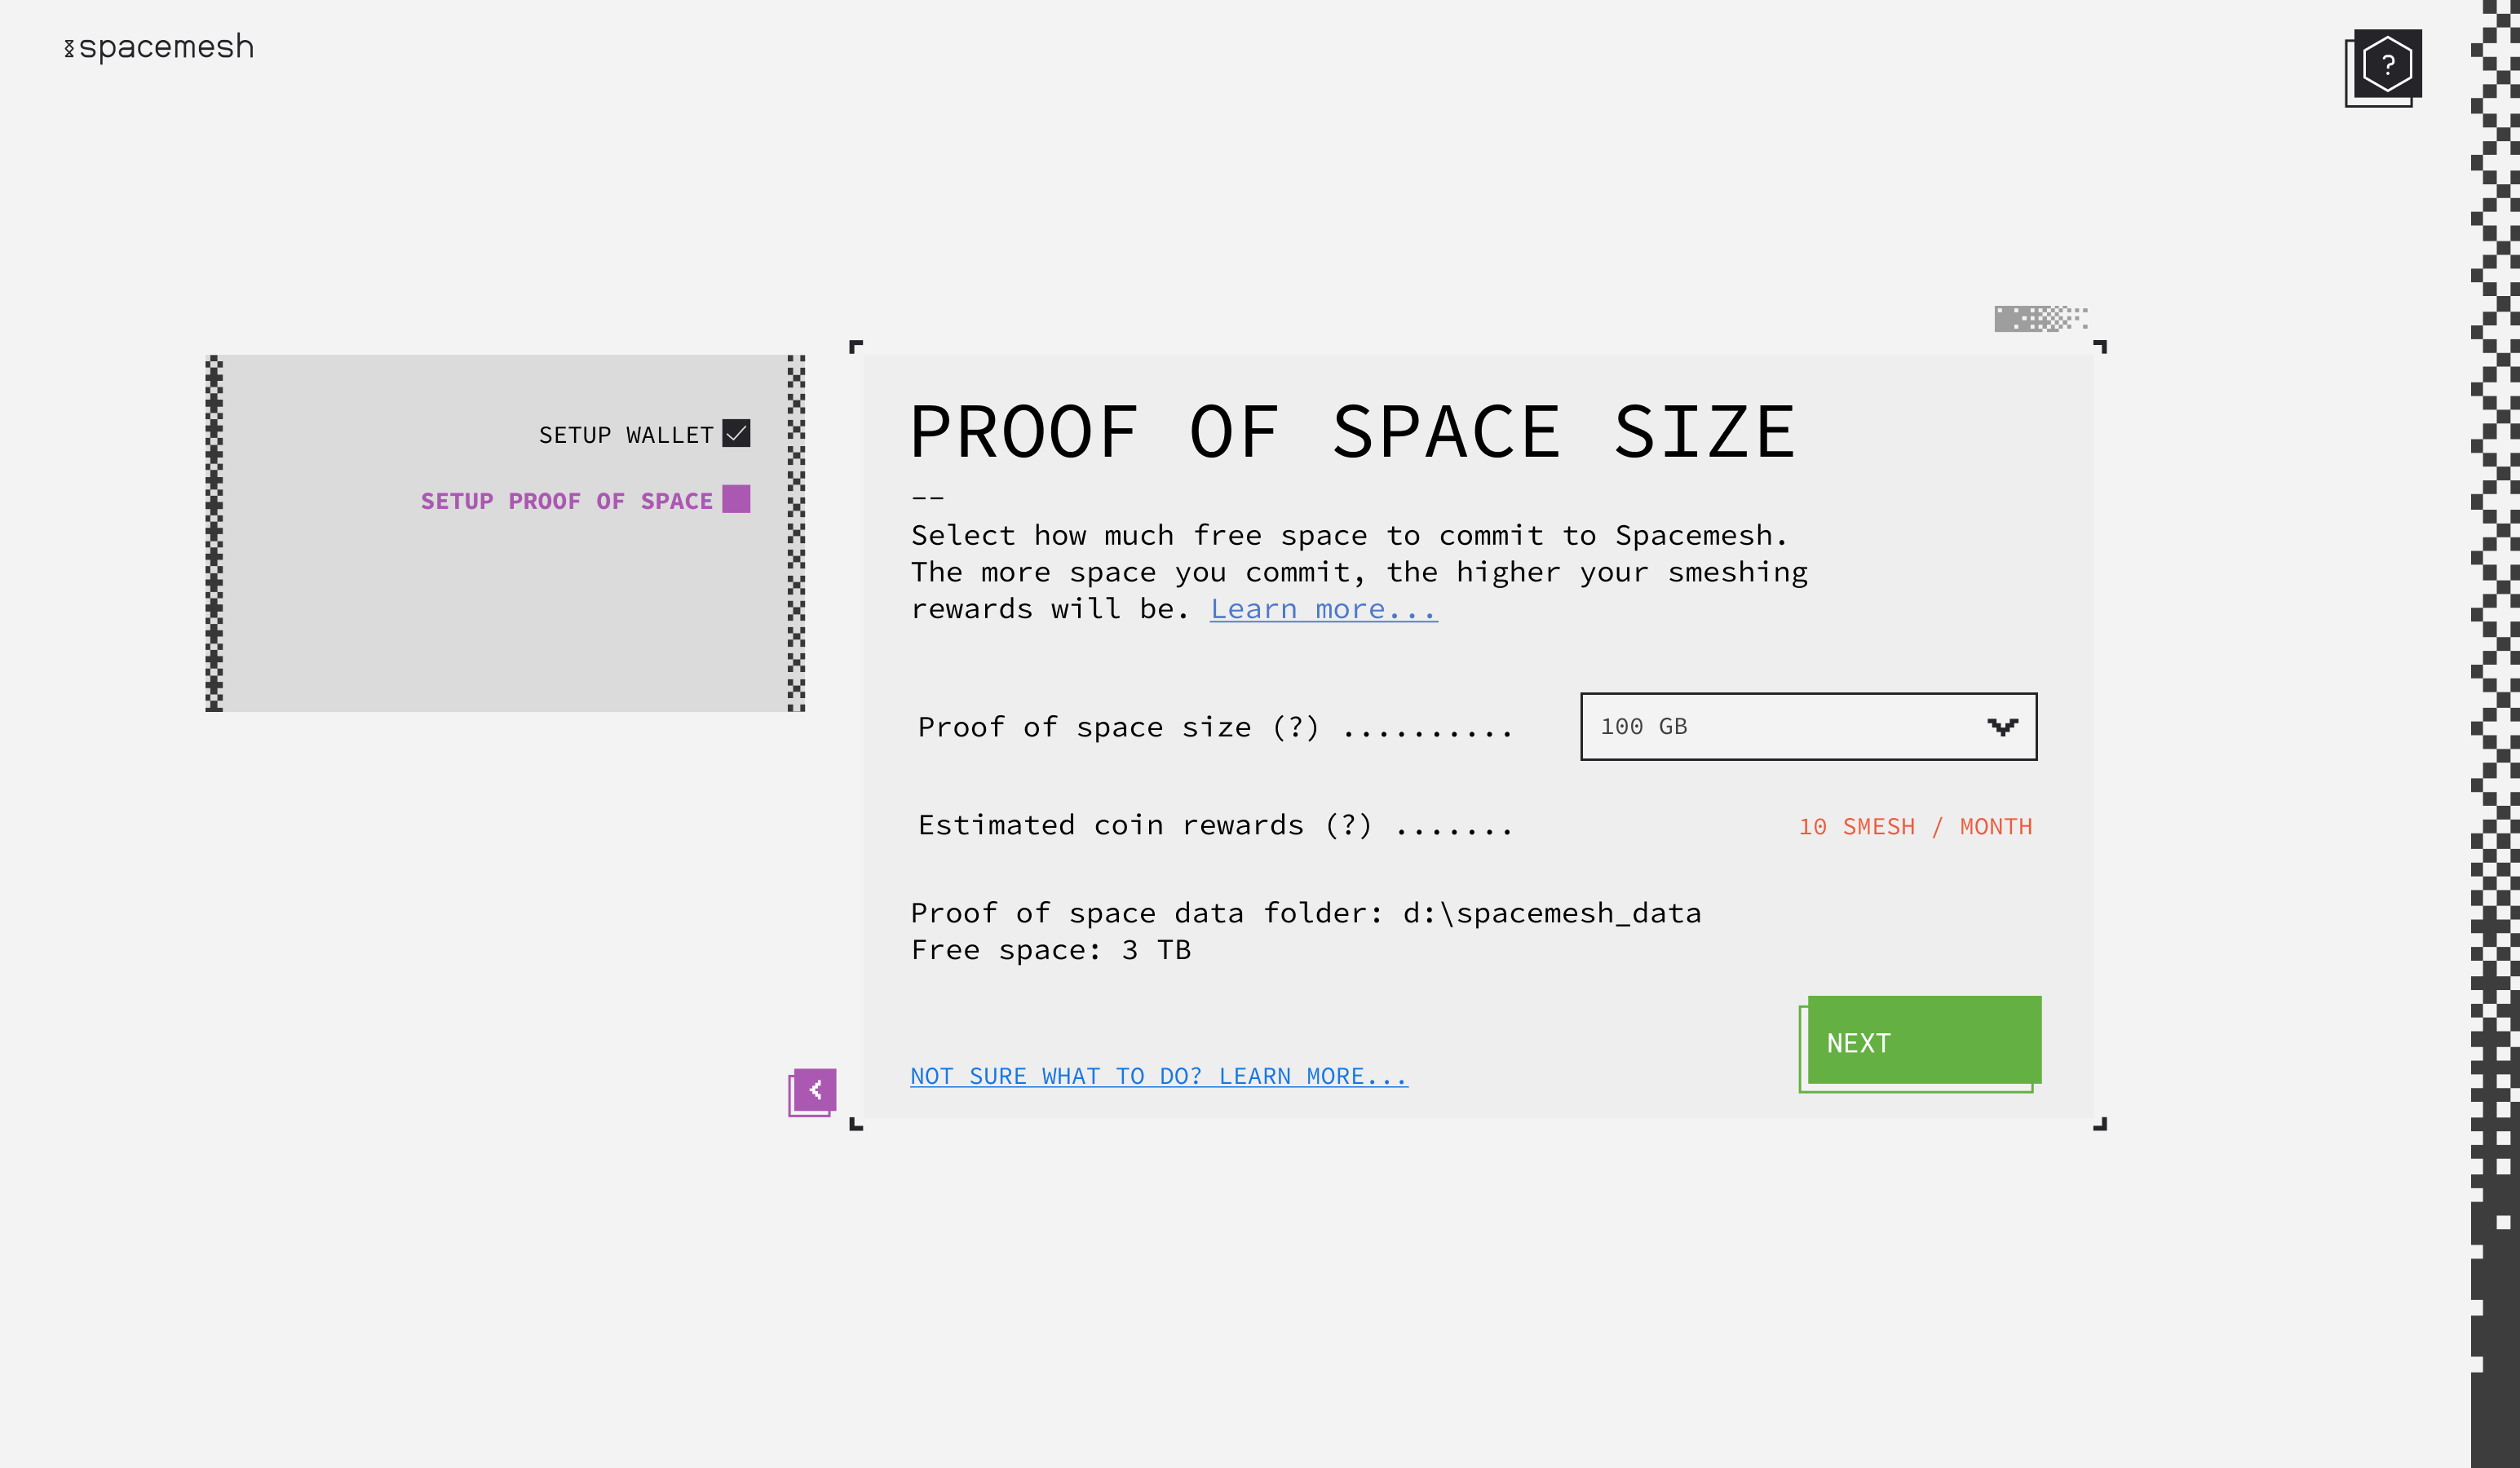 spacemesh
?
SETUP WALLET
SETUP PROOF OF SPACE
PROOF OF SPACE SIZE
--
Select how much free space to commit to Spacemesh.
The more space you commit, the higher your smeshing
rewards will be. Learn more...
Proof of space size (?) .......... 100 GB
Estimated coin rewards (?) ....... 10 SMESH / MONTH
Proof of space data folder: d:\spacemesh_data
Free space: 3 TB
NEXT
NOT SURE WHAT TO DO? LEARN MORE...